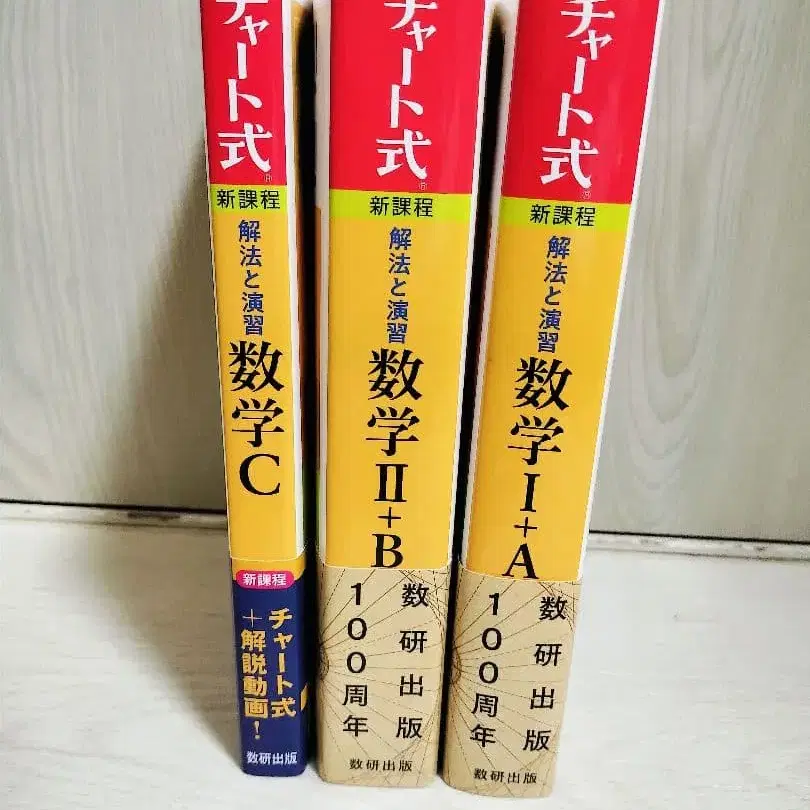 チャート式®
新課程
解法と演習
数学C
新課程
チャート式
+解説動画!
数研出版
チャート式®
新課程
解法と演習
数学Ⅱ+B
数研出版
100周年
数研出版
チャート式®
新課程
解法と演習
数学Ⅰ+A
数研出版
100周年
数研出版